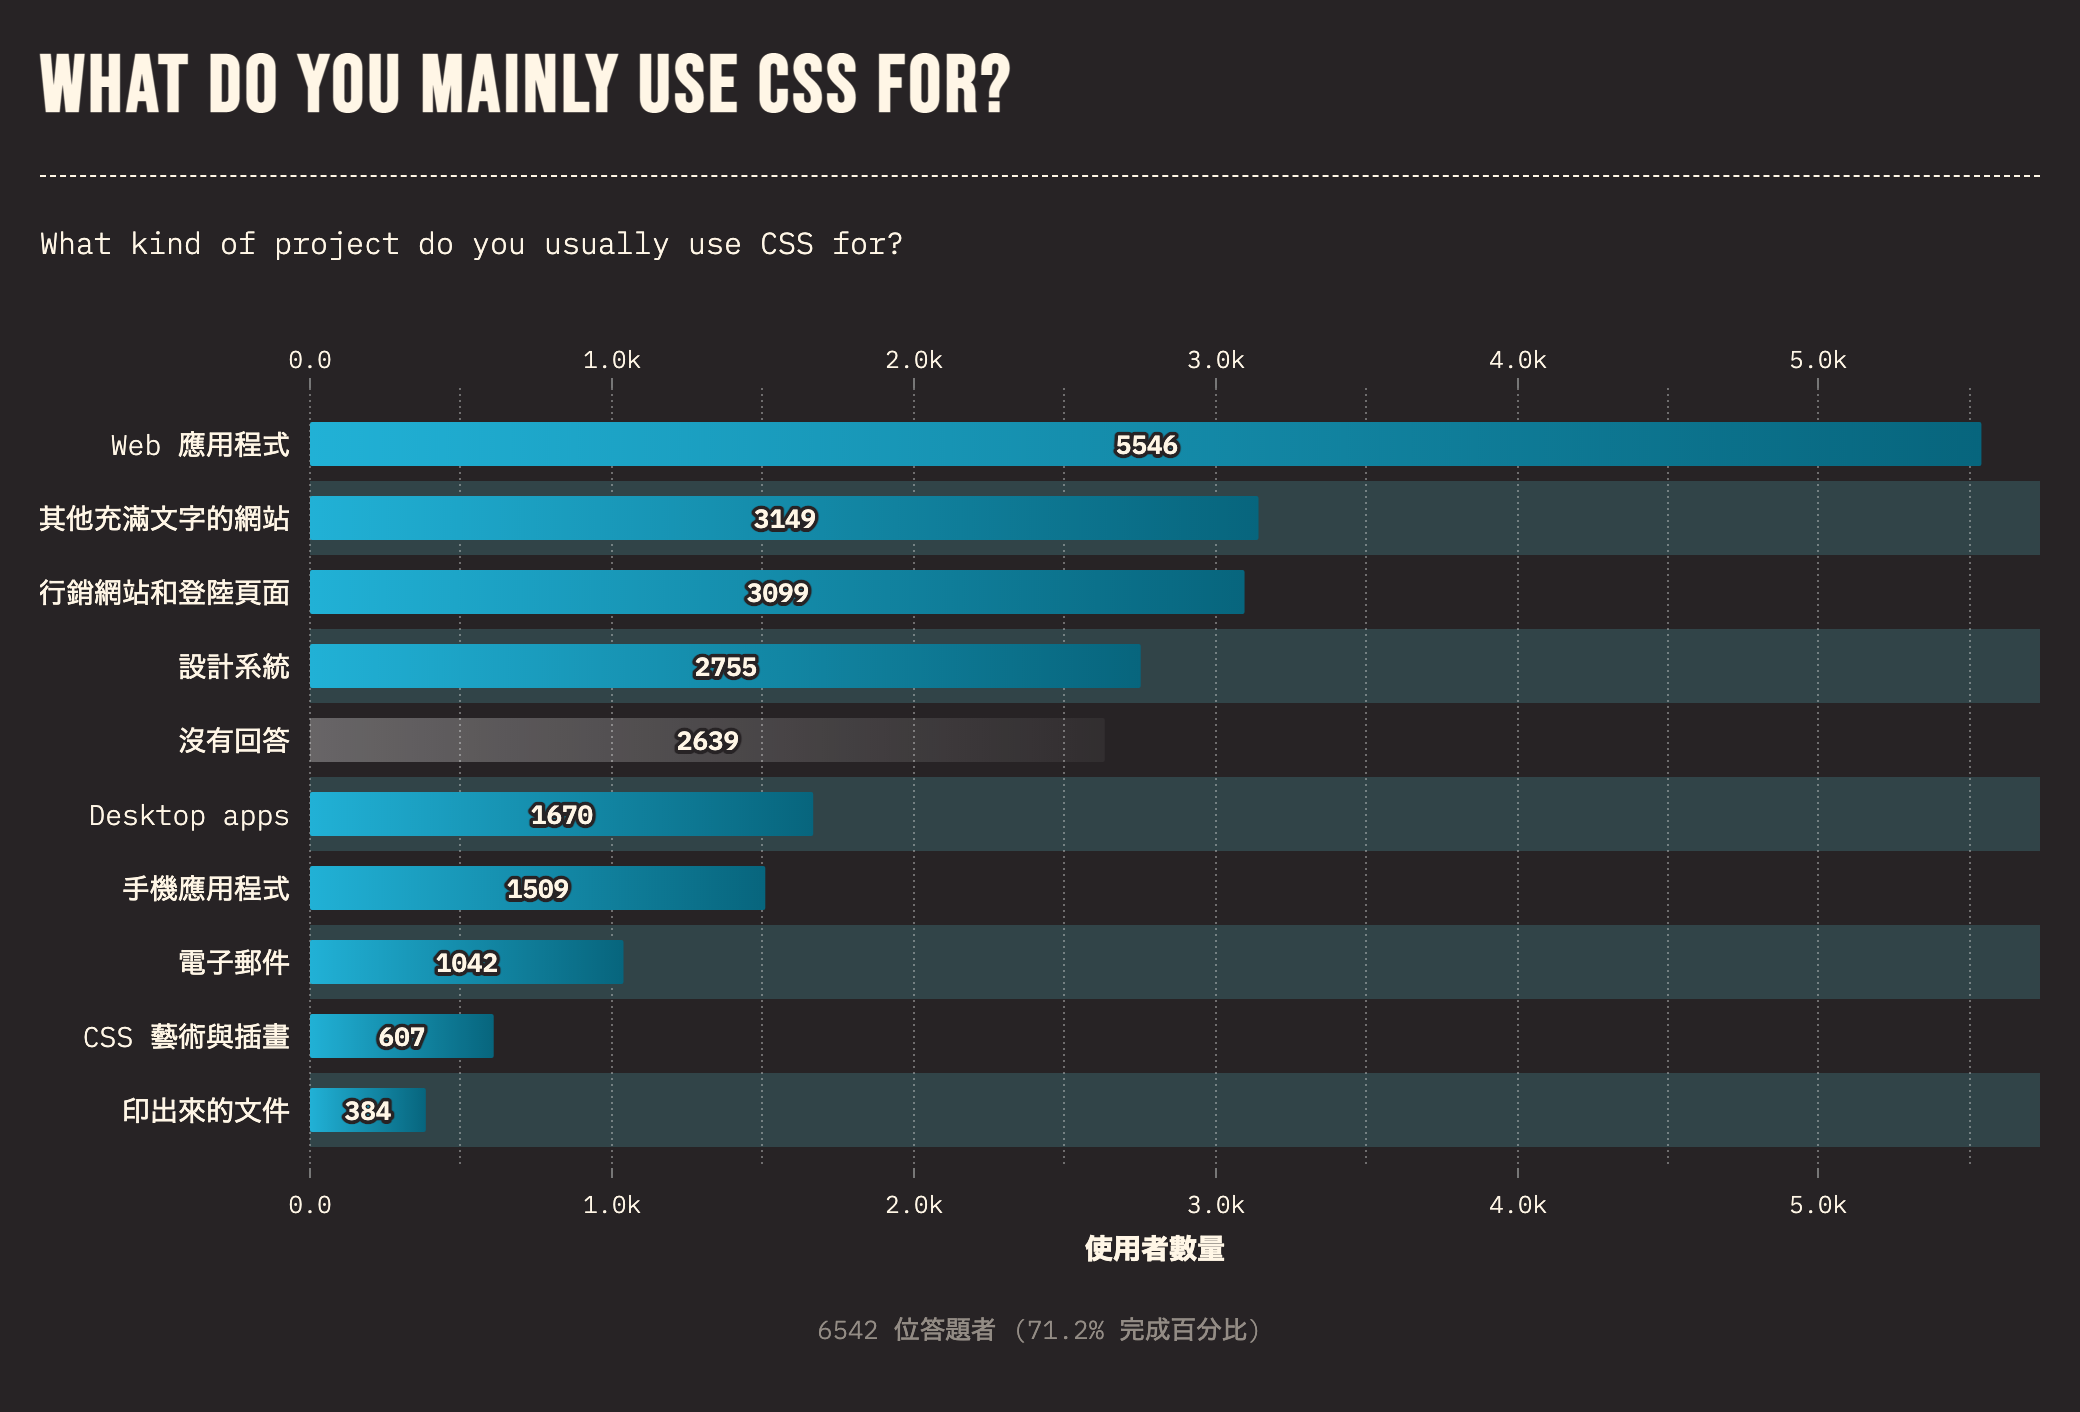 WHAT DO YOU MAINLY USE CSS FOR?
What kind of project do you usually use CSS for?
0.0 1.0k 2.0k 3.0k 4.0k 5.0k
Web 應用程式 5546
其他充滿文字的網站 3149
行銷網站和登陸頁面 3099
設計系統 2755
沒有回答 2639
Desktop apps 1670
手機應用程式 1509
電子郵件 1042
CSS 藝術與插畫 607
印出來的文件 384
0.0 1.0k 2.0k 3.0k 4.0k 5.0k
使用者數量
6542 位答題者 (71.2% 完成百分比)